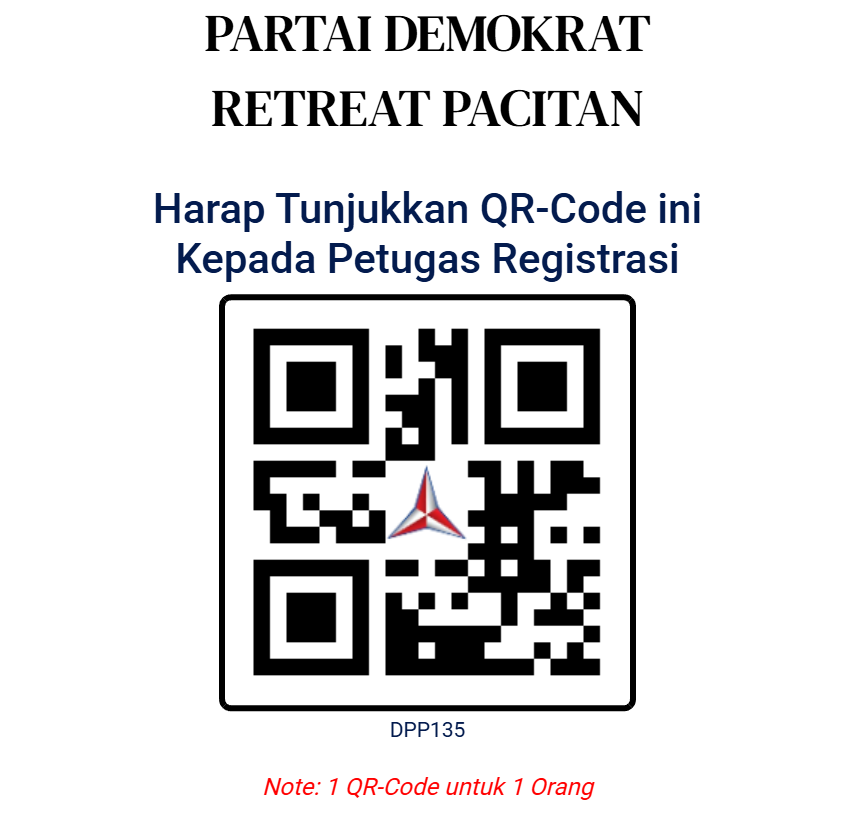 PARTAI DEMOKRAT
RETREAT PACITAN
Harap Tunjukkan QR-Code ini
Kepada Petugas Registrasi
DPP135
Note: 1 QR-Code untuk 1 Orang